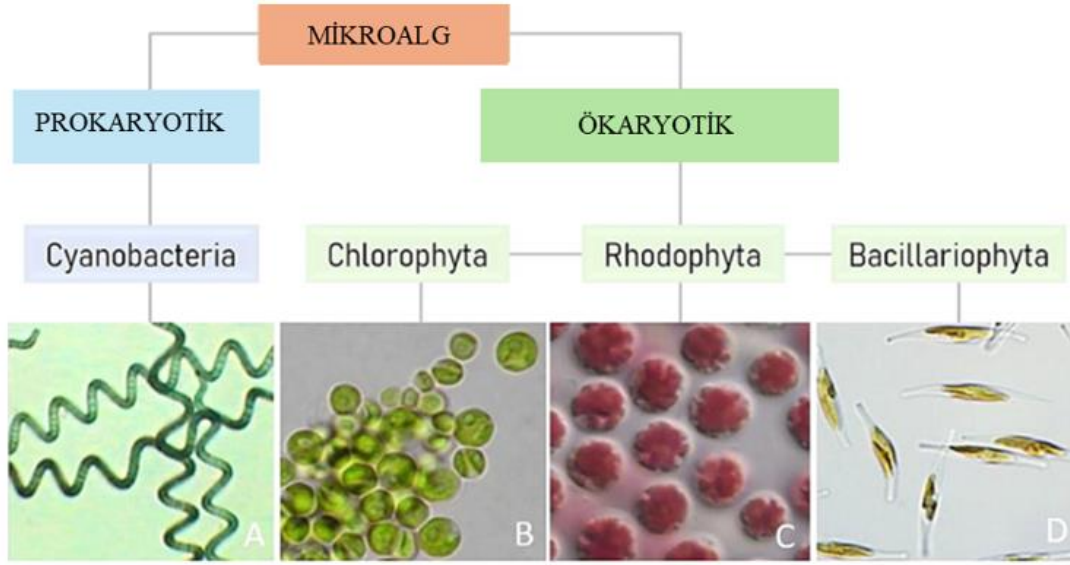 MİKROALG
PROKARYOTİK
ÖKARYOTİK
Cyanobacteria
Chlorophyta
Rhodophyta
Bacillariophyta
A
B
C
D